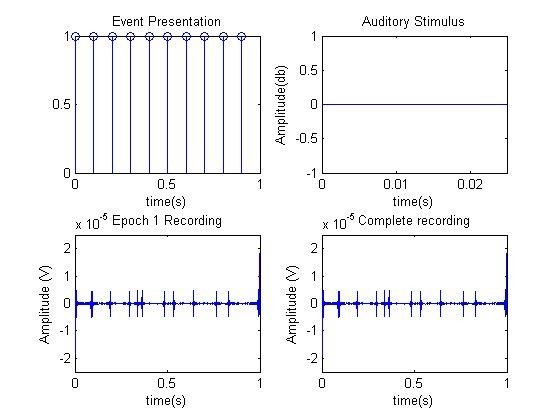 Event Presentation
1
0.5
0
0 0.5 1
time(s)
Auditory Stimulus
Amplitude(db)
1
0.5
0
-0.5
-1
0 0.01 0.02
time(s)
x 10^-5 Epoch 1 Recording
Amplitude (V)
2
1
0
-1
-2
0 0.5 1
time(s)
x 10^-5 Complete recording
Amplitude (V)
2
1
0
-1
-2
0 0.5 1
time(s)